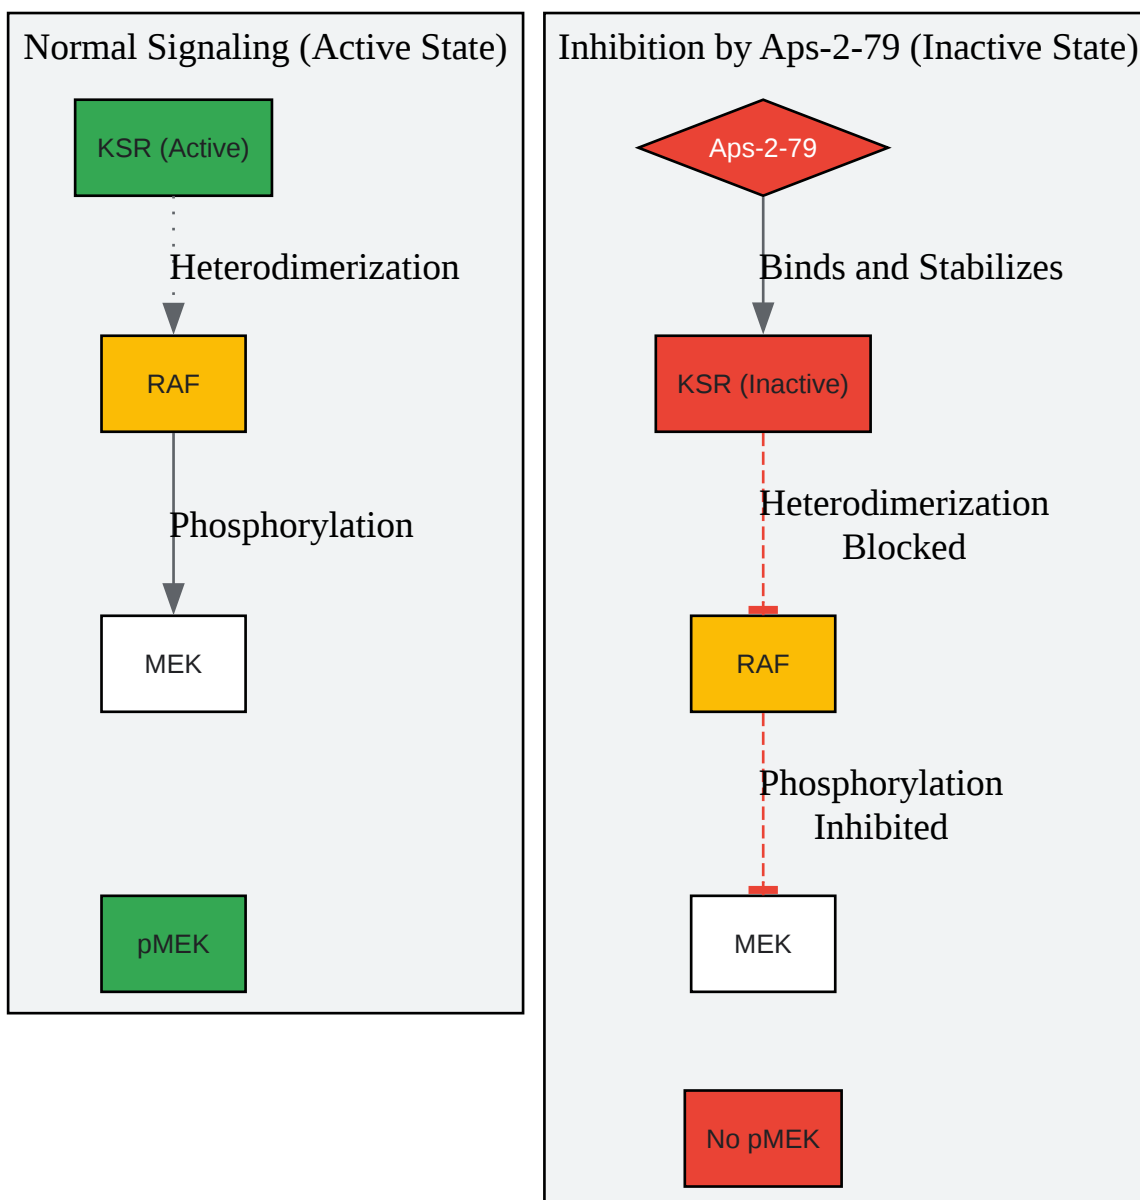 Normal Signaling (Active State)
KSR (Active)
Heterodimerization
RAF
Phosphorylation
MEK
pMEK
Inhibition by Aps-2-79 (Inactive State)
Aps-2-79
Binds and Stabilizes
KSR (Inactive)
Heterodimerization
Blocked
RAF
Phosphorylation
Inhibited
MEK
No pMEK